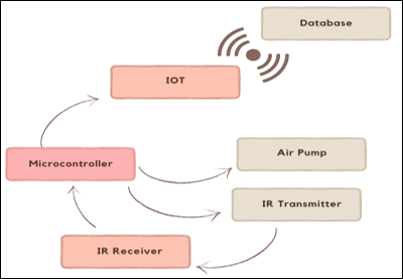 Database
IOT
Air Pump
Microcontroller
IR Transmitter
IR Receiver